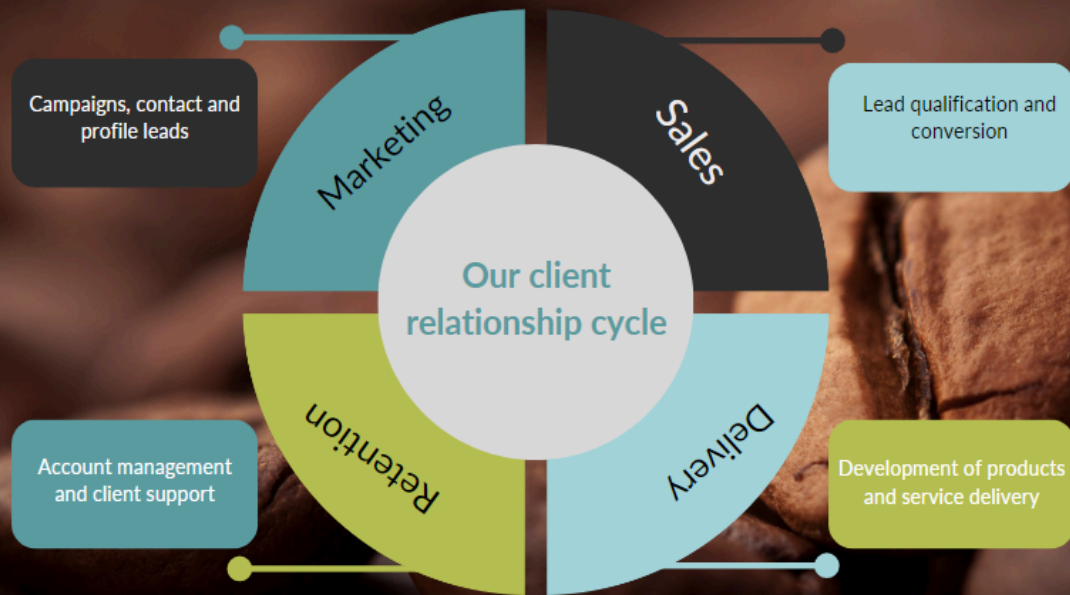 Campaigns, contact and
profile leads
Marketing
Sales
Lead qualification and
conversion
Our client
relationship cycle
Account management
and client support
Retention
Delivery
Development of products
and service delivery